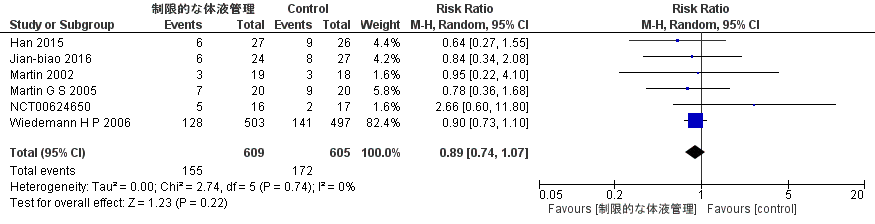 制限的な体液管理 Control Risk Ratio Risk Ratio
Study or Subgroup Events Total Events Total Weight M-H, Random, 95% CI M-H, Random, 95% CI
Han 2015 6 27 9 26 4.4% 0.64 [0.27, 1.55]
Jian-biao 2016 6 24 8 27 4.2% 0.84 [0.34, 2.08]
Martin 2002 3 19 3 18 1.7% 0.95 [0.22, 4.10]
Martin G S 2005 7 20 9 20 5.7% 0.78 [0.36, 1.68]
NCT00624650 5 16 2 17 1.6% 2.66 [0.60, 11.80]
Wiedemann H P 2006 128 503 141 497 82.4% 0.90 [0.73, 1.10]
Total (95% CI) 609 605 100.0% 0.89 [0.74, 1.07]
Total events 155 172
Heterogeneity: Tau² = 0.00; Chi² = 2.74, df = 5 (P = 0.74); I² = 0%
Test for overall effect: Z = 1.23 (P = 0.22)
0.05 0.2 1 5 20
Favours [制限的な体液管理] Favours [control]